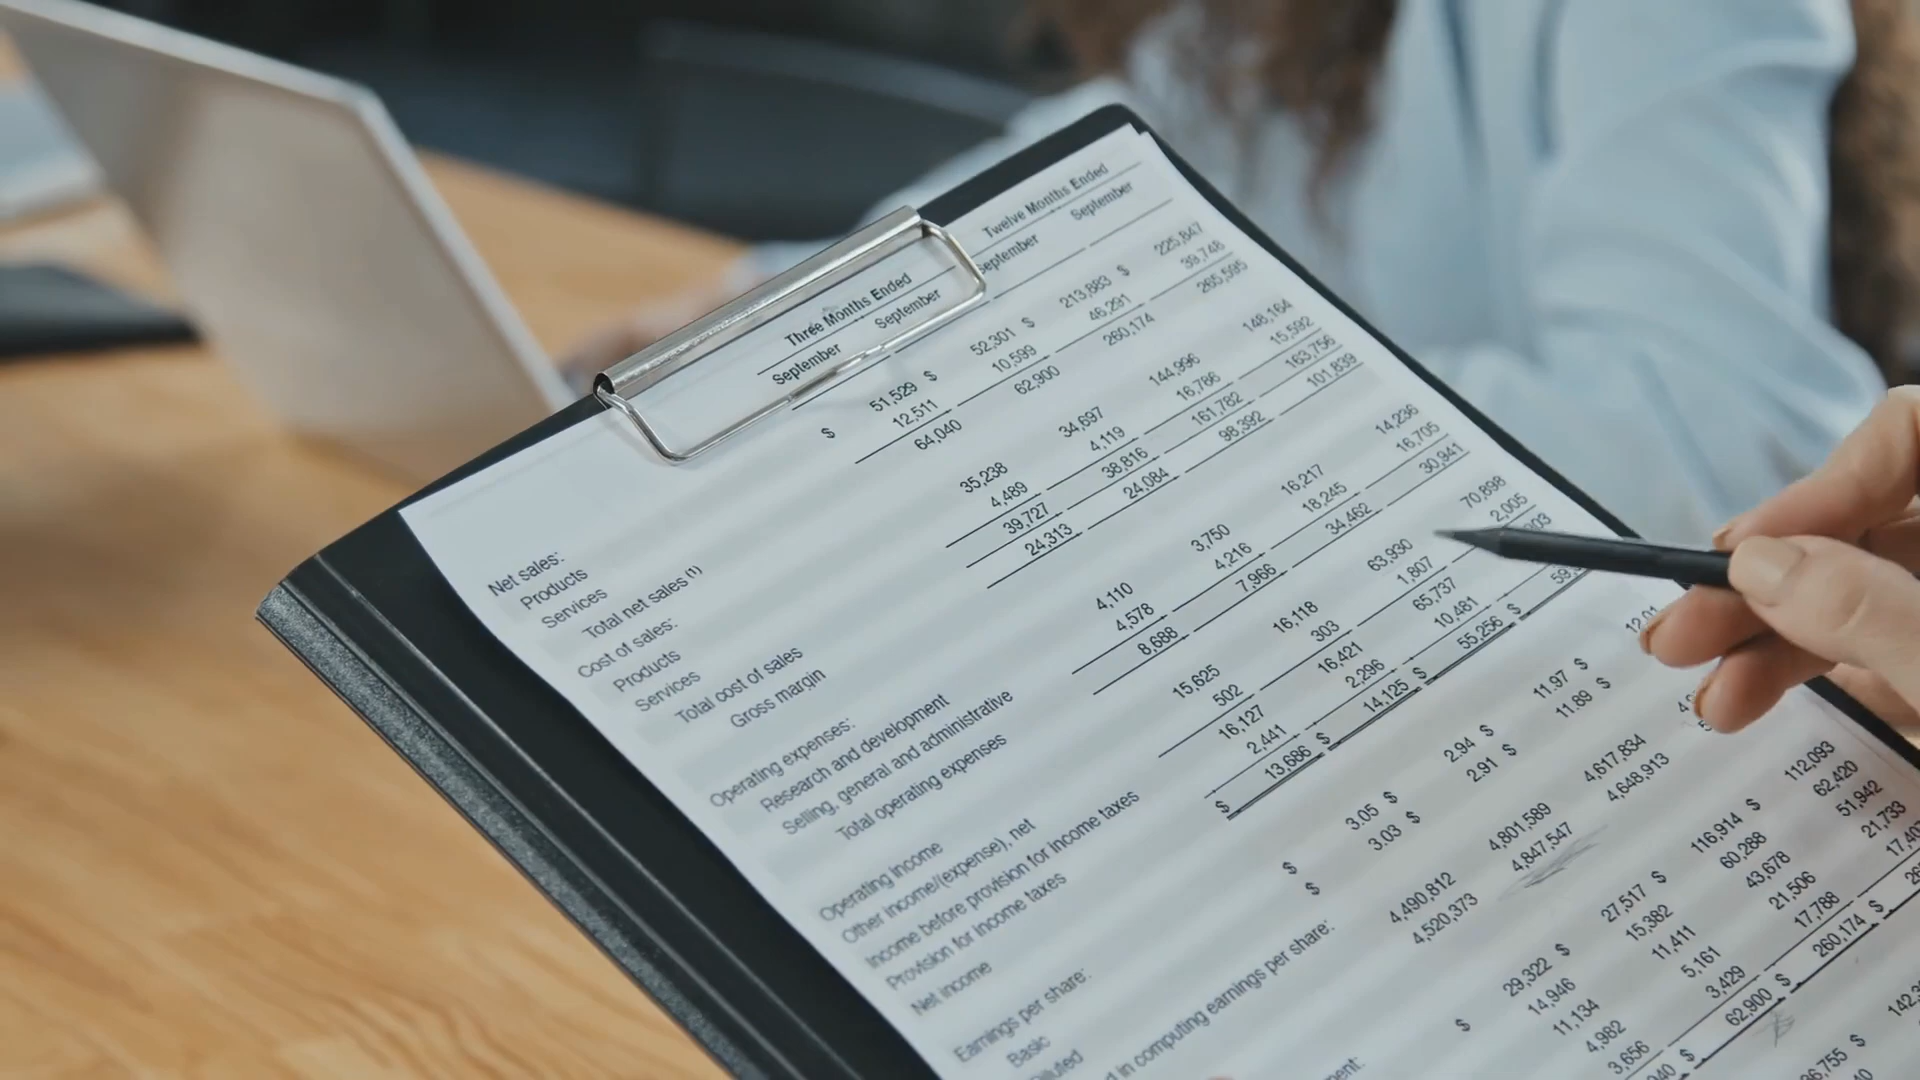 Three Months Ended Twelve Months Ended
September September September September
Net sales:
Products $ 51,529 $ 52,301 $ 213,883 $ 225,847
Services 12,511 10,599 46,291 39,748
Total net sales (1) 64,040 62,900 260,174 265,595
Cost of sales:
Products 35,238 34,697 144,996 148,164
Services 4,489 4,119 16,786 15,592
Total cost of sales 39,727 38,816 161,782 163,756
Gross margin 24,313 24,084 98,392 101,839
Operating expenses:
Research and development 4,110 3,750 16,217 14,236
Selling, general and administrative 4,578 4,216 18,245 16,705
Total operating expenses 8,688 7,966 34,462 30,941
Operating income 15,625 16,118 63,930 70,898
Other income/(expense), net 502 303 1,807 2,005
Income before provision for income taxes 16,127 16,421 65,737
Provision for income taxes 2,441 2,296 10,481
Net income $ 13,686 $ 14,125 $ 55,256 $
Earnings per share:
Basic $ 3.05 $ 2.94 $ 11.97 $
Diluted $ 3.03 $ 2.91 $ 11.89 $
in computing earnings per share:
4,490,812 4,801,589 4,617,834
4,520,373 4,847,547 4,648,913
$ 29,322 $ 27,517 $ 116,914 $ 112,093
14,946 15,382 60,288 62,420
11,134 11,411 43,678 51,942
4,982 5,161 21,506 21,733
3,656 3,429 17,788
$ 62,900 $ 260,174 $